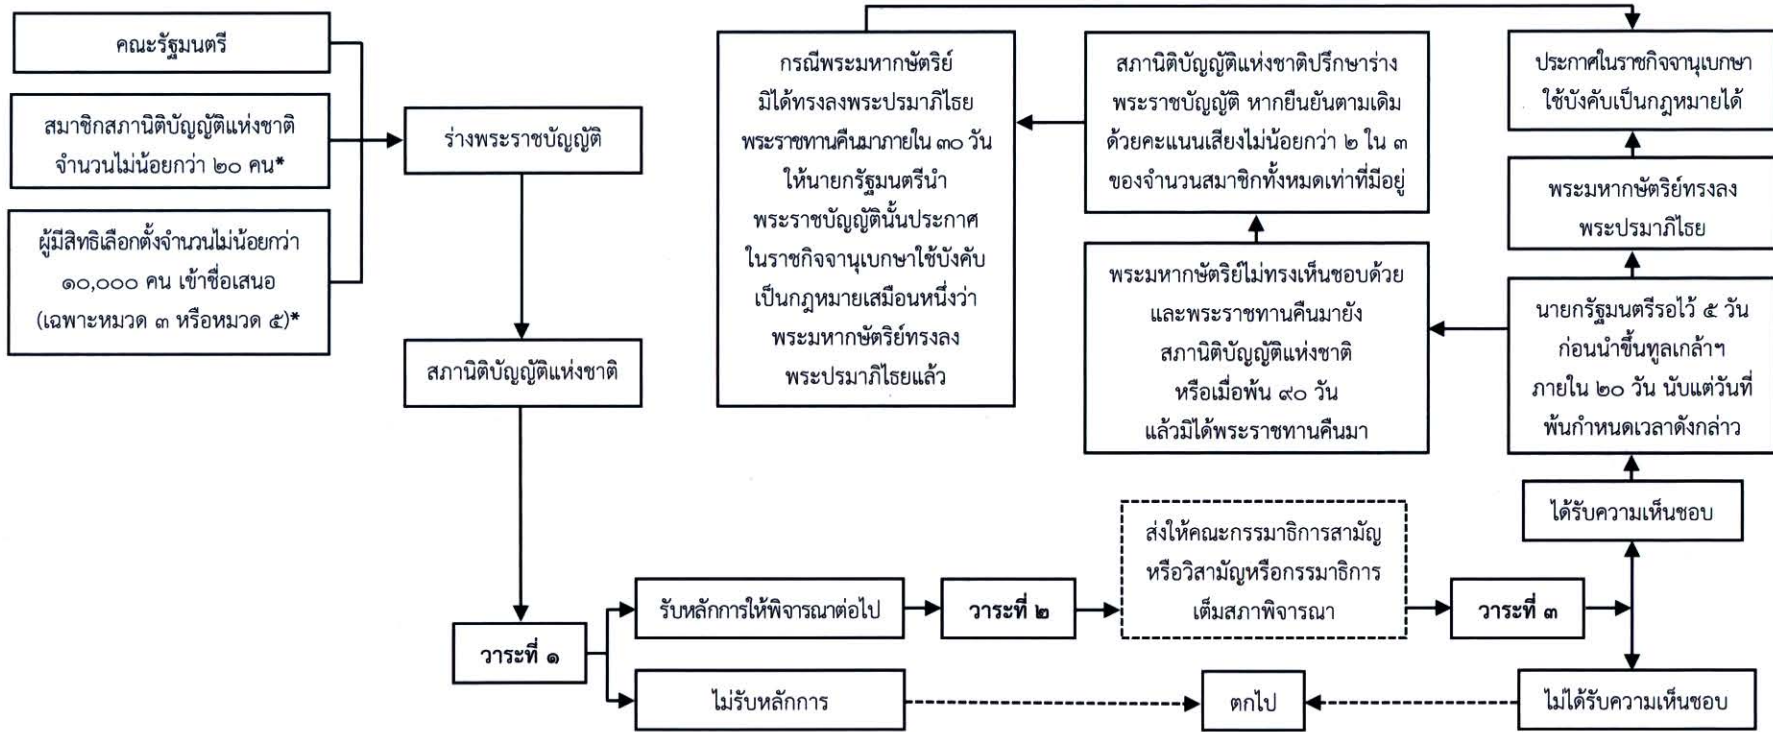 คณะรัฐมนตรี
สมาชิกสภานิติบัญญัติแห่งชาติ
จำนวนไม่น้อยกว่า ๒๐ คน*
ผู้มีสิทธิเลือกตั้งจำนวนไม่น้อยกว่า
๑๐,๐๐๐ คน เข้าชื่อเสนอ
(เฉพาะหมวด ๓ หรือหมวด ๕)*
ร่างพระราชบัญญัติ
สภานิติบัญญัติแห่งชาติ
วาระที่ ๑
รับหลักการให้พิจารณาต่อไป
ไม่รับหลักการ
วาระที่ ๒
ส่งให้คณะกรรมาธิการสามัญ
หรือวิสามัญหรือกรรมาธิการ
เต็มสภาพิจารณา
วาระที่ ๓
ตกไป
ไม่ได้รับความเห็นชอบ
ได้รับความเห็นชอบ
นายกรัฐมนตรีรอไว้ ๕ วัน
ก่อนนำขึ้นทูลเกล้าฯ
ภายใน ๒๐ วัน นับแต่วันที่
พ้นกำหนดเวลาดังกล่าว
พระมหากษัตริย์ทรงลง
พระปรมาภิไธย
ประกาศในราชกิจจานุเบกษา
ใช้บังคับเป็นกฎหมายได้
พระมหากษัตริย์ไม่ทรงเห็นชอบด้วย
และพระราชทานคืนมายัง
สภานิติบัญญัติแห่งชาติ
หรือเมื่อพ้น ๙๐ วัน
แล้วมิได้พระราชทานคืนมา
สภานิติบัญญัติแห่งชาติปรึกษาร่าง
พระราชบัญญัติ หากยืนยันตามเดิม
ด้วยคะแนนเสียงไม่น้อยกว่า ๒ ใน ๓
ของจำนวนสมาชิกทั้งหมดเท่าที่มีอยู่
กรณีพระมหากษัตริย์
มิได้ทรงลงพระปรมาภิไธย
พระราชทานคืนมาภายใน ๓๐ วัน
ให้นายกรัฐมนตรีนำ
พระราชบัญญัตินั้นประกาศ
ในราชกิจจานุเบกษาใช้บังคับ
เป็นกฎหมายเสมือนหนึ่งว่า
พระมหากษัตริย์ทรงลง
พระปรมาภิไธยแล้ว